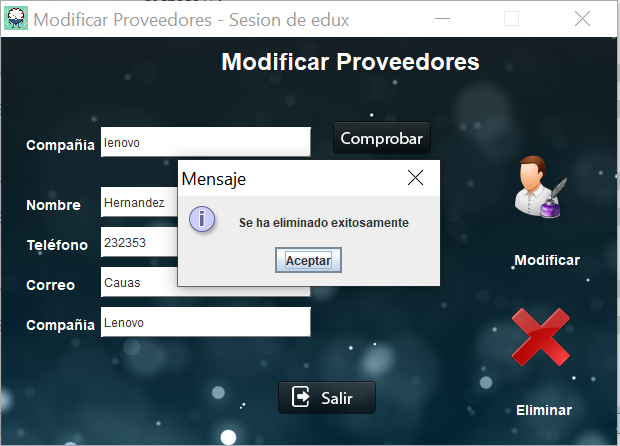 Modificar Proveedores - Sesion de edux
Modificar Proveedores
Compañia lenovo Comprobar
Mensaje
Nombre Hernandez
Se ha eliminado exitosamente
Teléfono 232353
Aceptar
Modificar
Correo Cauas
Compañia Lenovo
Salir
Eliminar